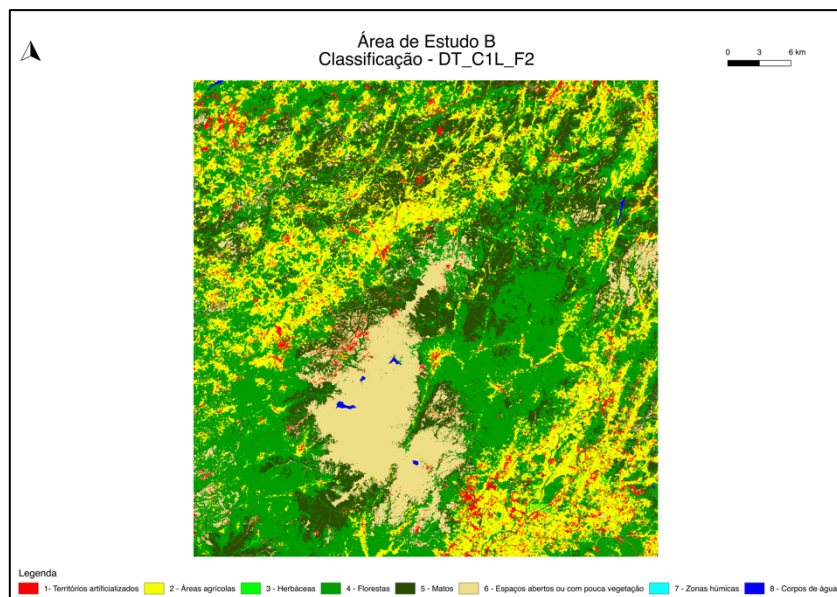 Área de Estudo B
Classificação - DT_C1L_F2
0 3 6 km
Legenda
1- Territórios artificializados 2 - Áreas agrícolas 3 - Herbáceas 4 - Florestas 5 - Matos 6 - Espaços abertos ou com pouca vegetação 7 - Zonas húmicas 8 - Corpos de água